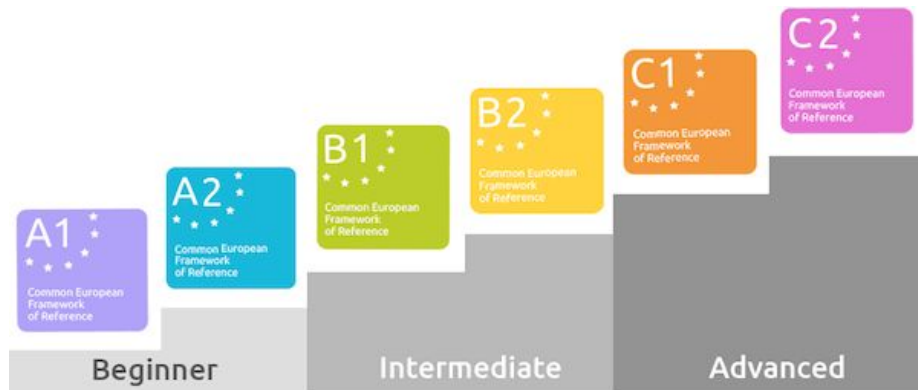 A1
Common European
Framework
of Reference
A2
Common European
Framework
of Reference
B1
Common European
Framework
of Reference
B2
Common European
Framework
of Reference
C1
Common European
Framework
of Reference
C2
Common European
Framework
of Reference
Beginner
Intermediate
Advanced